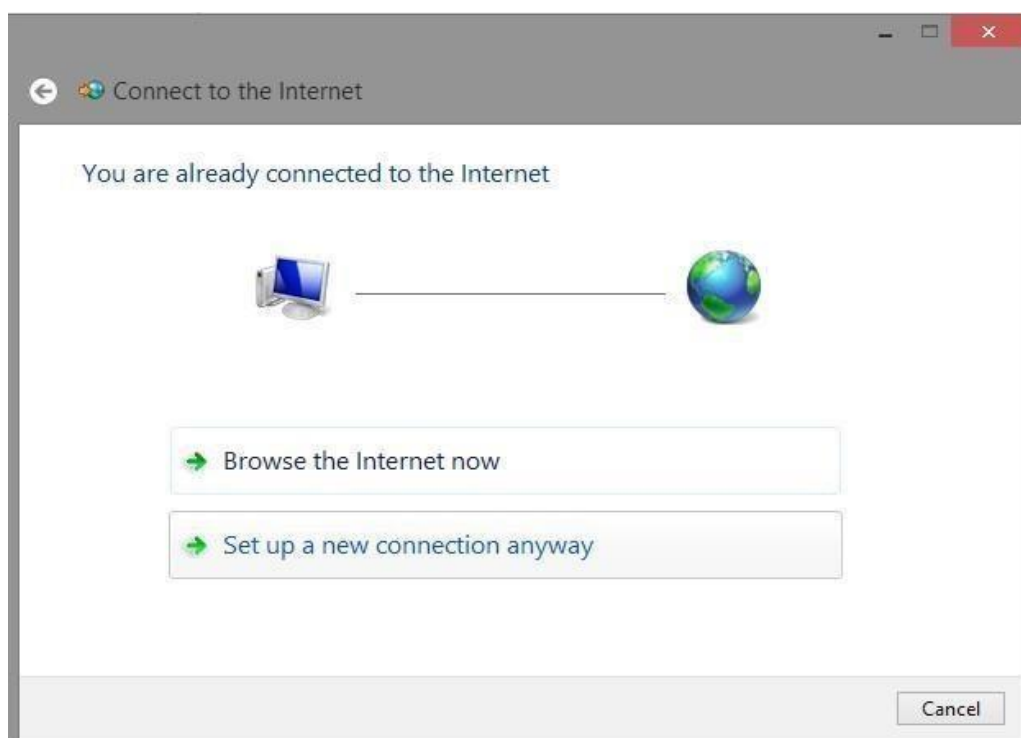 Connect to the Internet
You are already connected to the Internet
Browse the Internet now
Set up a new connection anyway
Cancel